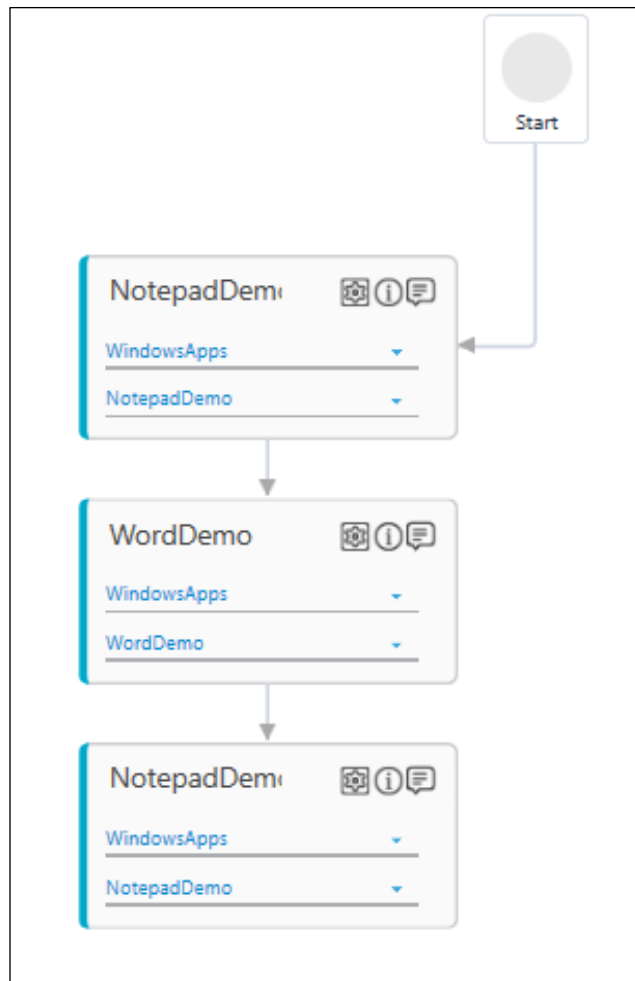 Start
NotepadDem
WindowsApps
NotepadDemo
WordDemo
WindowsApps
WordDemo
NotepadDem
WindowsApps
NotepadDemo